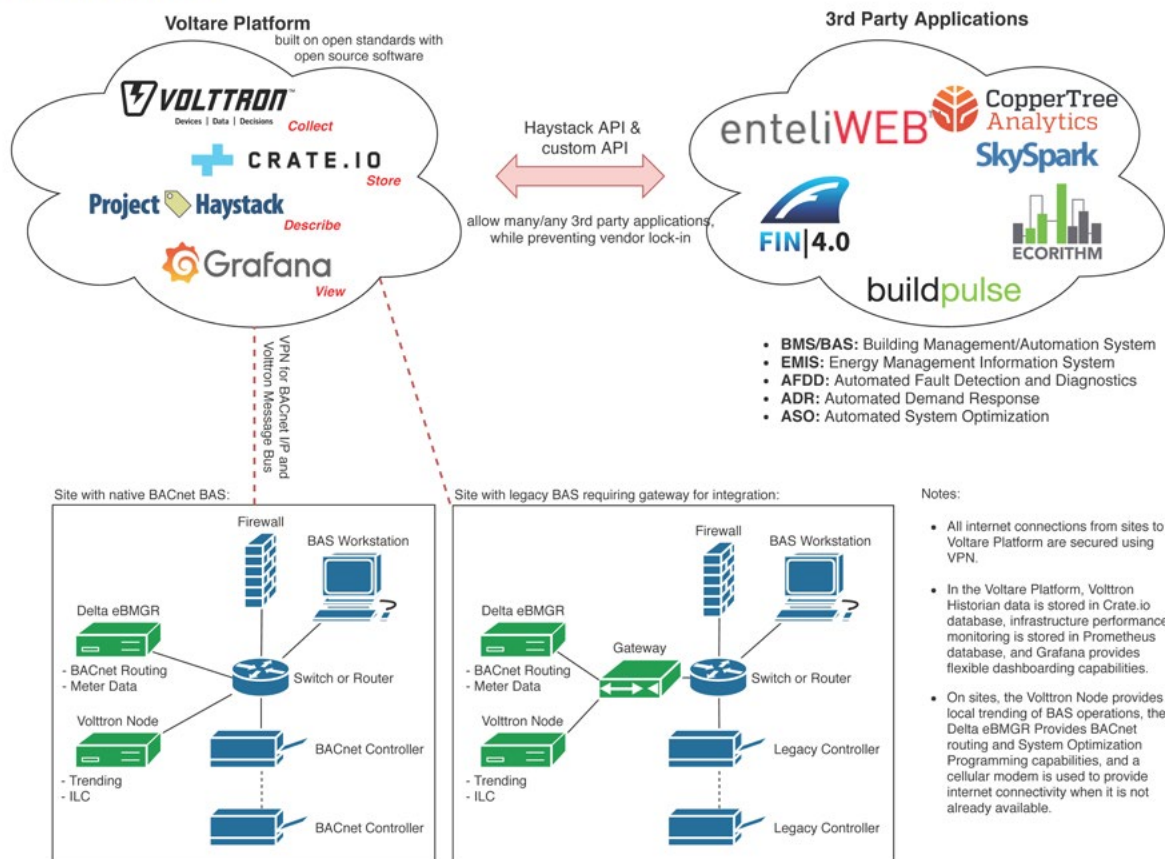 Voltare Platform
built on open standards with
open source software
VOLTTRON™
Devices | Data | Decisions
Collect
CRATE.IO
Store
Project Haystack
Describe
Grafana
View
Haystack API &
custom API
allow many/any 3rd party applications,
while preventing vendor lock-in
3rd Party Applications
enteliWEB
CopperTree
Analytics
SkySpark
FIN|4.0
ECORITHM
buildpulse
• BMS/BAS: Building Management/Automation System
• EMIS: Energy Management Information System
• AFDD: Automated Fault Detection and Diagnostics
• ADR: Automated Demand Response
• ASO: Automated System Optimization
VPN for BACnet I/P and
Volttron Message Bus
Site with native BACnet BAS:
Firewall
BAS Workstation
?
Delta eBMGR
- BACnet Routing
- Meter Data
Switch or Router
Volttron Node
- Trending
- ILC
BACnet Controller
BACnet Controller
Site with legacy BAS requiring gateway for integration:
Firewall
BAS Workstation
?
Delta eBMGR
- BACnet Routing
- Meter Data
Gateway
Switch or Router
Volttron Node
- Trending
- ILC
Legacy Controller
Legacy Controller
Notes:
• All internet connections from sites to
Voltare Platform are secured using
VPN.
• In the Voltare Platform, Volttron
Historian data is stored in Crate.io
database, infrastructure performance
monitoring is stored in Prometheus
database, and Grafana provides
flexible dashboarding capabilities.
• On sites, the Volttron Node provides
local trending of BAS operations, the
Delta eBMGR Provides BACnet
routing and System Optimization
Programming capabilities, and a
cellular modem is used to provide
internet connectivity when it is not
already available.